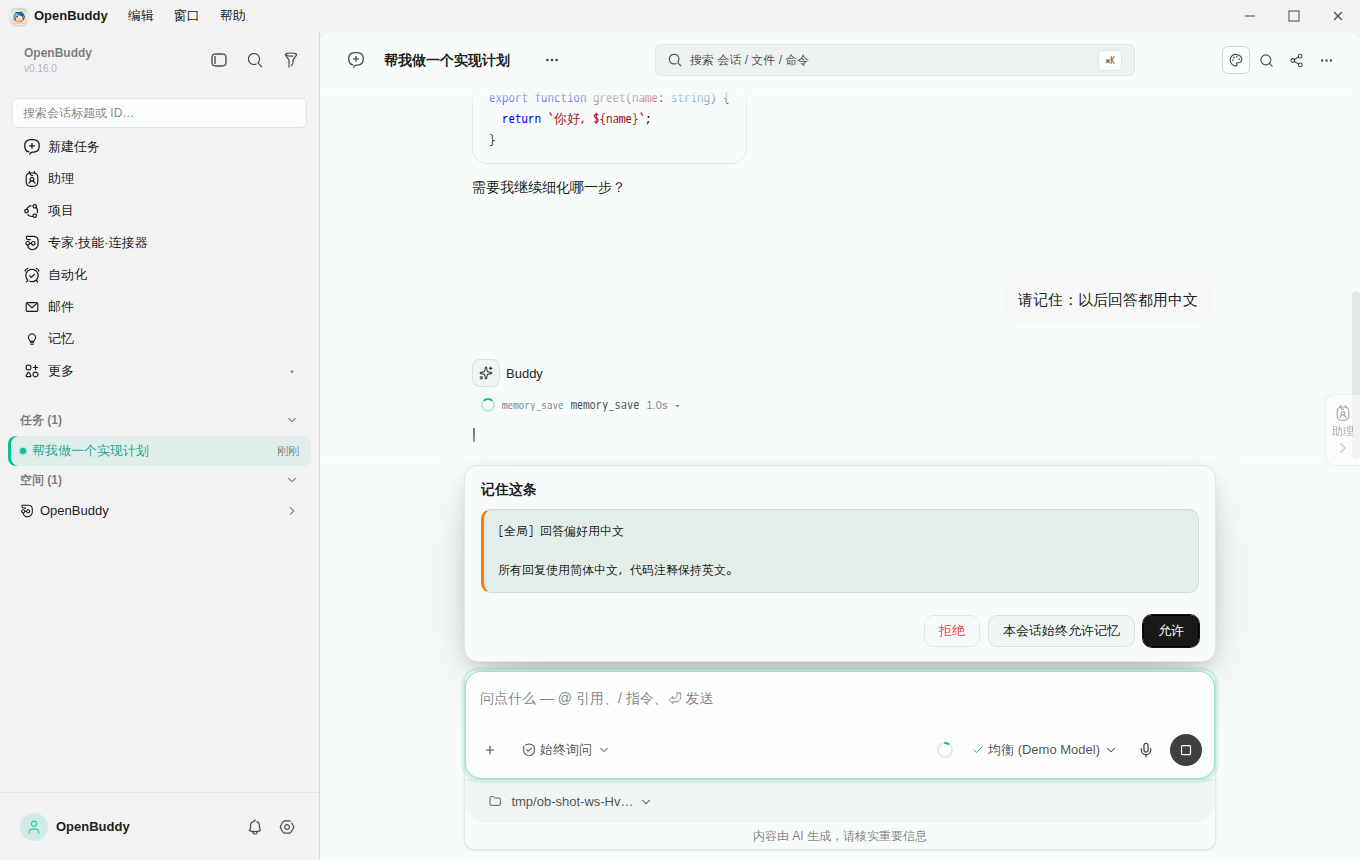 OpenBuddy 编辑 窗口 帮助
OpenBuddy
v0.16.0
搜索会话标题或 ID…
新建任务
助理
项目
专家·技能·连接器
自动化
邮件
记忆
更多
任务 (1)
帮我做一个实现计划 刚刚
空间 (1)
OpenBuddy
OpenBuddy
帮我做一个实现计划
搜索 会话 / 文件 / 命令 ⌘K
export function greet(name: string) {
return `你好, ${name}`;
}
需要我继续细化哪一步？
请记住：以后回答都用中文
Buddy
memory_save memory_save 1.0s
助理
记住这条
[全局] 回答偏好用中文
所有回复使用简体中文, 代码注释保持英文。
拒绝 本会话始终允许记忆 允许
问点什么 — @ 引用、/ 指令、⏎ 发送
始终询问 均衡 (Demo Model)
tmp/ob-shot-ws-Hv…
内容由 AI 生成，请核实重要信息